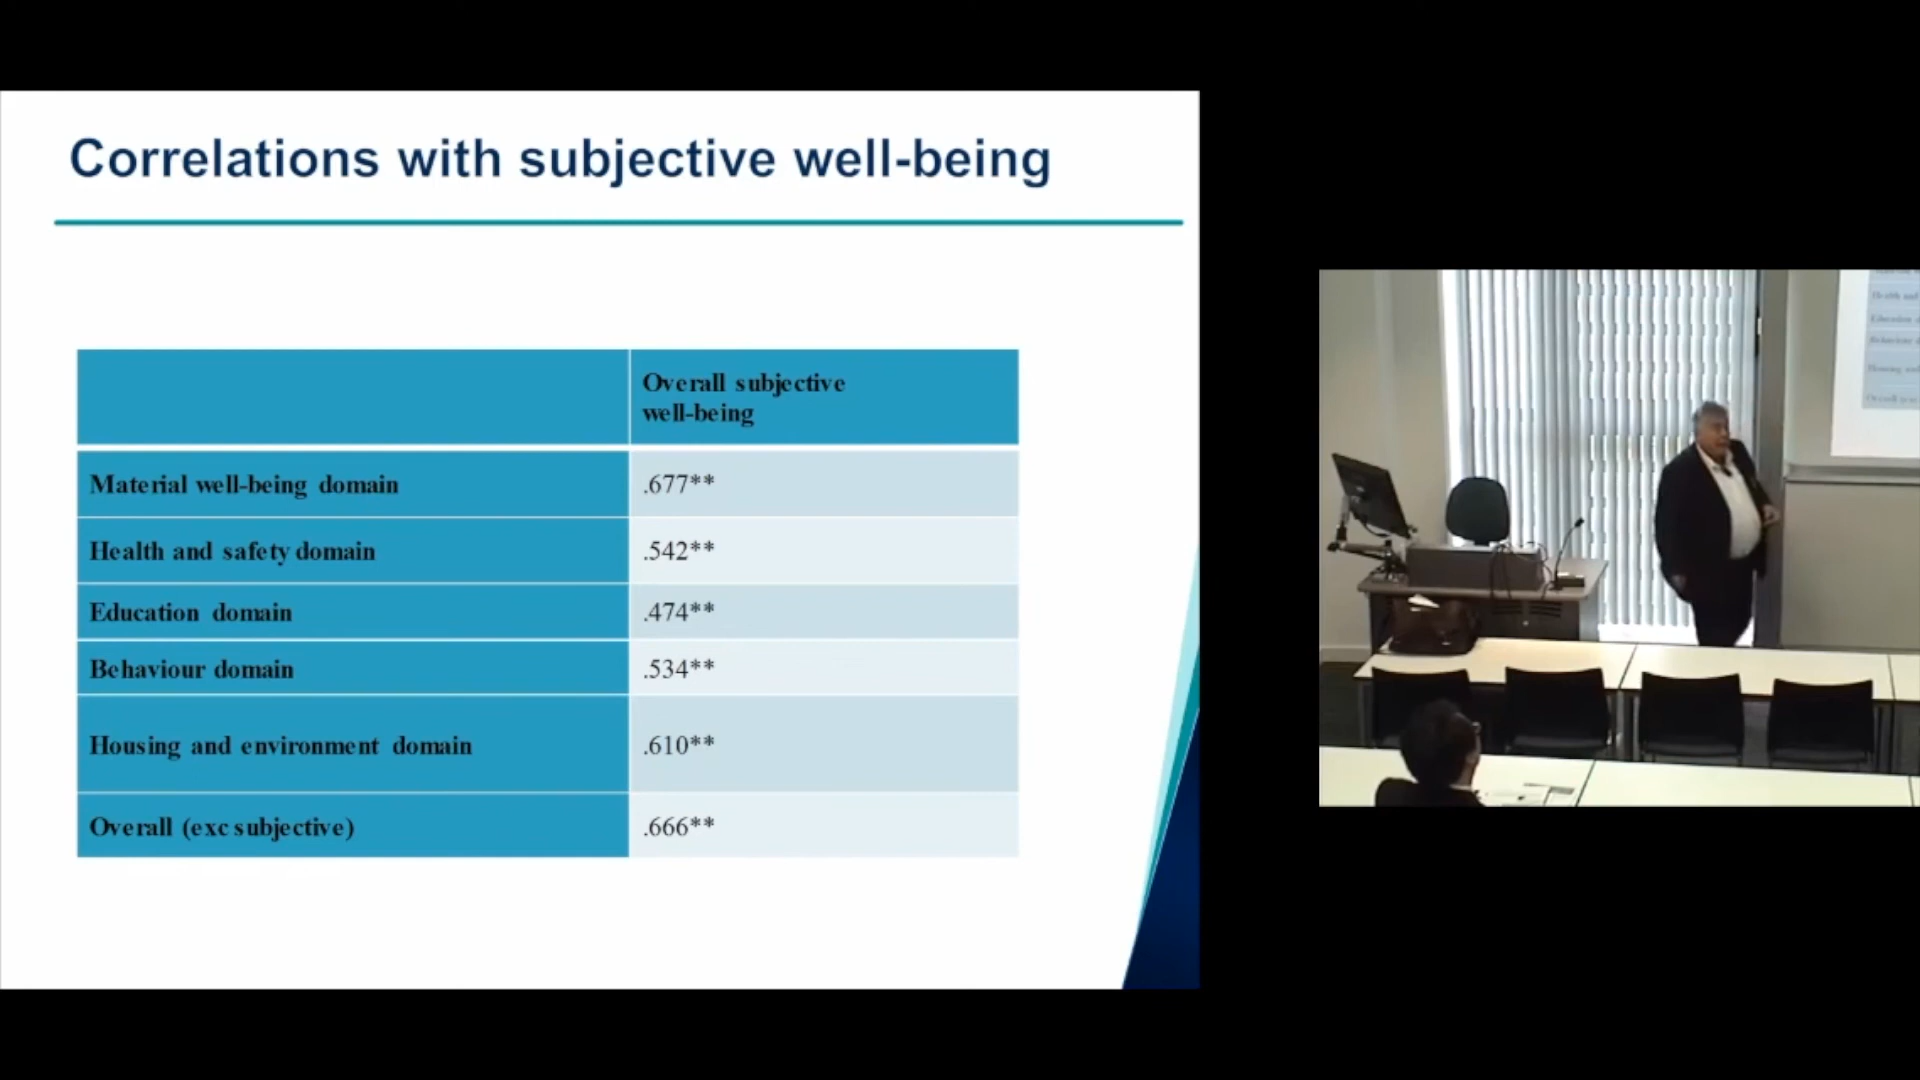 Correlations with subjective well-being
Overall subjective
well-being
Material well-being domain
.677**
Health and safety domain
.542**
Education domain
.474**
Behaviour domain
.534**
Housing and environment domain
.610**
Overall (exc subjective)
.666**